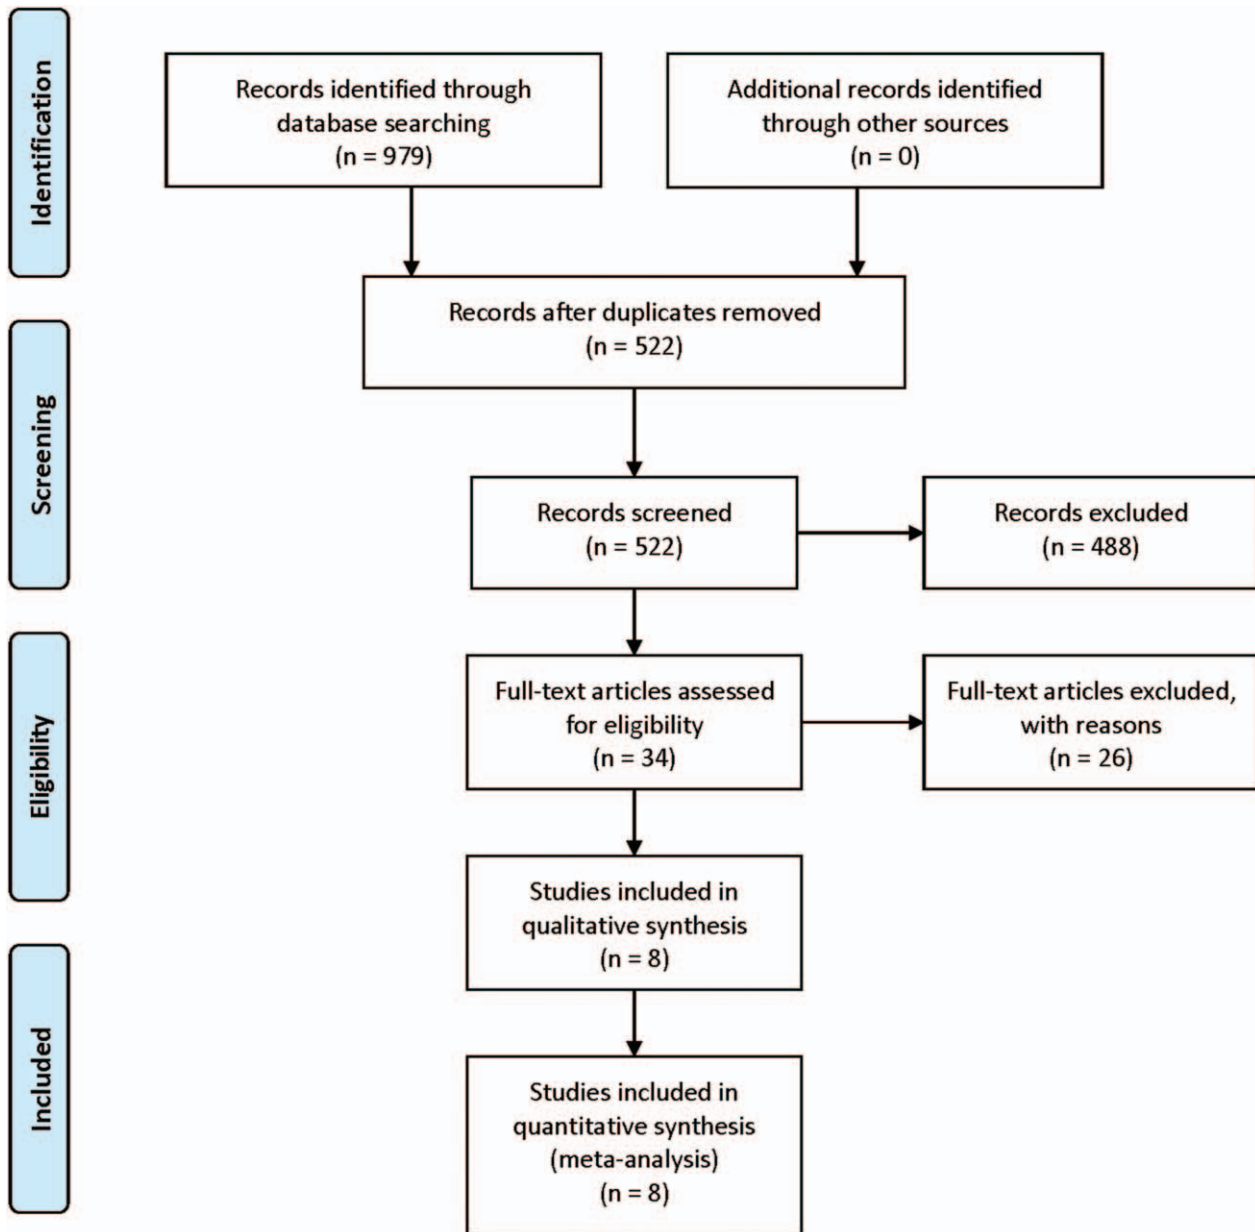 Identification
Records identified through
database searching
(n = 979)
Additional records identified
through other sources
(n = 0)
Records after duplicates removed
(n = 522)
Screening
Records screened
(n = 522)
Records excluded
(n = 488)
Eligibility
Full-text articles assessed
for eligibility
(n = 34)
Full-text articles excluded,
with reasons
(n = 26)
Studies included in
qualitative synthesis
(n = 8)
Included
Studies included in
quantitative synthesis
(meta-analysis)
(n = 8)